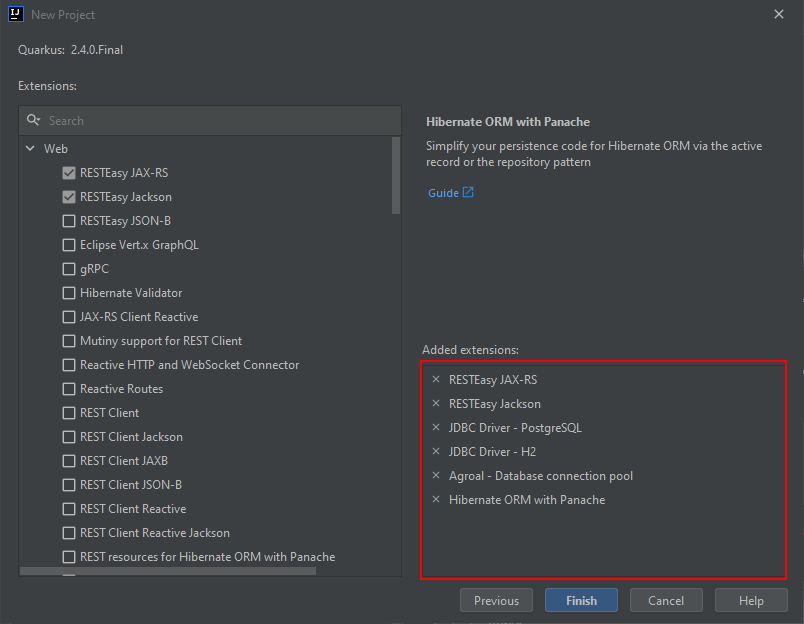 IJ
New Project
Quarkus: 2.4.0.Final
Extensions:
Search
Web
RESTEasy JAX-RS
RESTEasy Jackson
RESTEasy JSON-B
Eclipse Vert.x GraphQL
gRPC
Hibernate Validator
JAX-RS Client Reactive
Mutiny support for REST Client
Reactive HTTP and WebSocket Connector
Reactive Routes
REST Client
REST Client Jackson
REST Client JAXB
REST Client JSON-B
REST Client Reactive
REST Client Reactive Jackson
REST resources for Hibernate ORM with Panache
Hibernate ORM with Panache
Simplify your persistence code for Hibernate ORM via the active
record or the repository pattern
Guide
Added extensions:
RESTEasy JAX-RS
RESTEasy Jackson
JDBC Driver - PostgreSQL
JDBC Driver - H2
Agroal - Database connection pool
Hibernate ORM with Panache
Previous
Finish
Cancel
Help